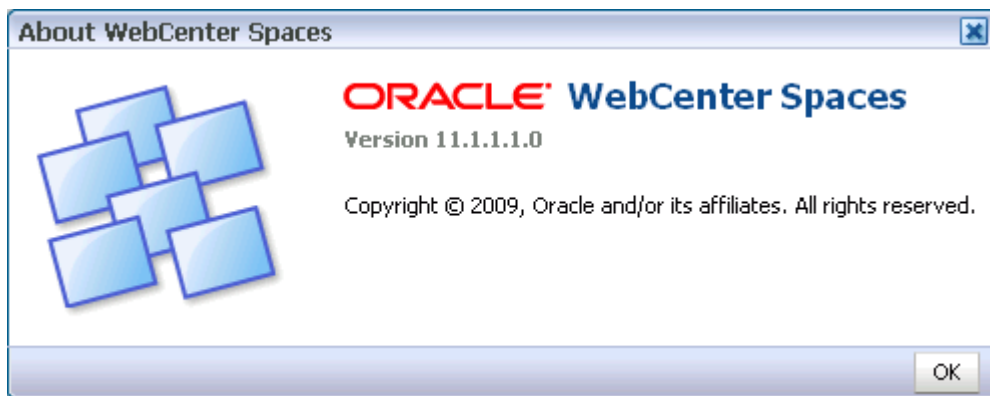 About WebCenter Spaces
ORACLE WebCenter Spaces
Version 11.1.1.1.0
Copyright © 2009, Oracle and/or its affiliates. All rights reserved.
OK